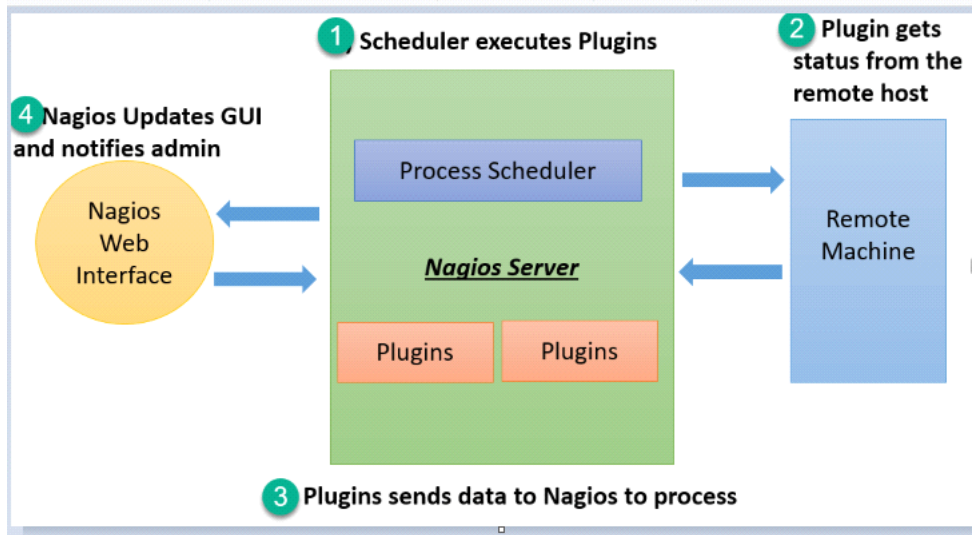 1 Scheduler executes Plugins
2 Plugin gets
status from the
remote host
4 Nagios Updates GUI
and notifies admin
Process Scheduler
Nagios
Web
Interface
Nagios Server
Remote
Machine
Plugins
Plugins
3 Plugins sends data to Nagios to process